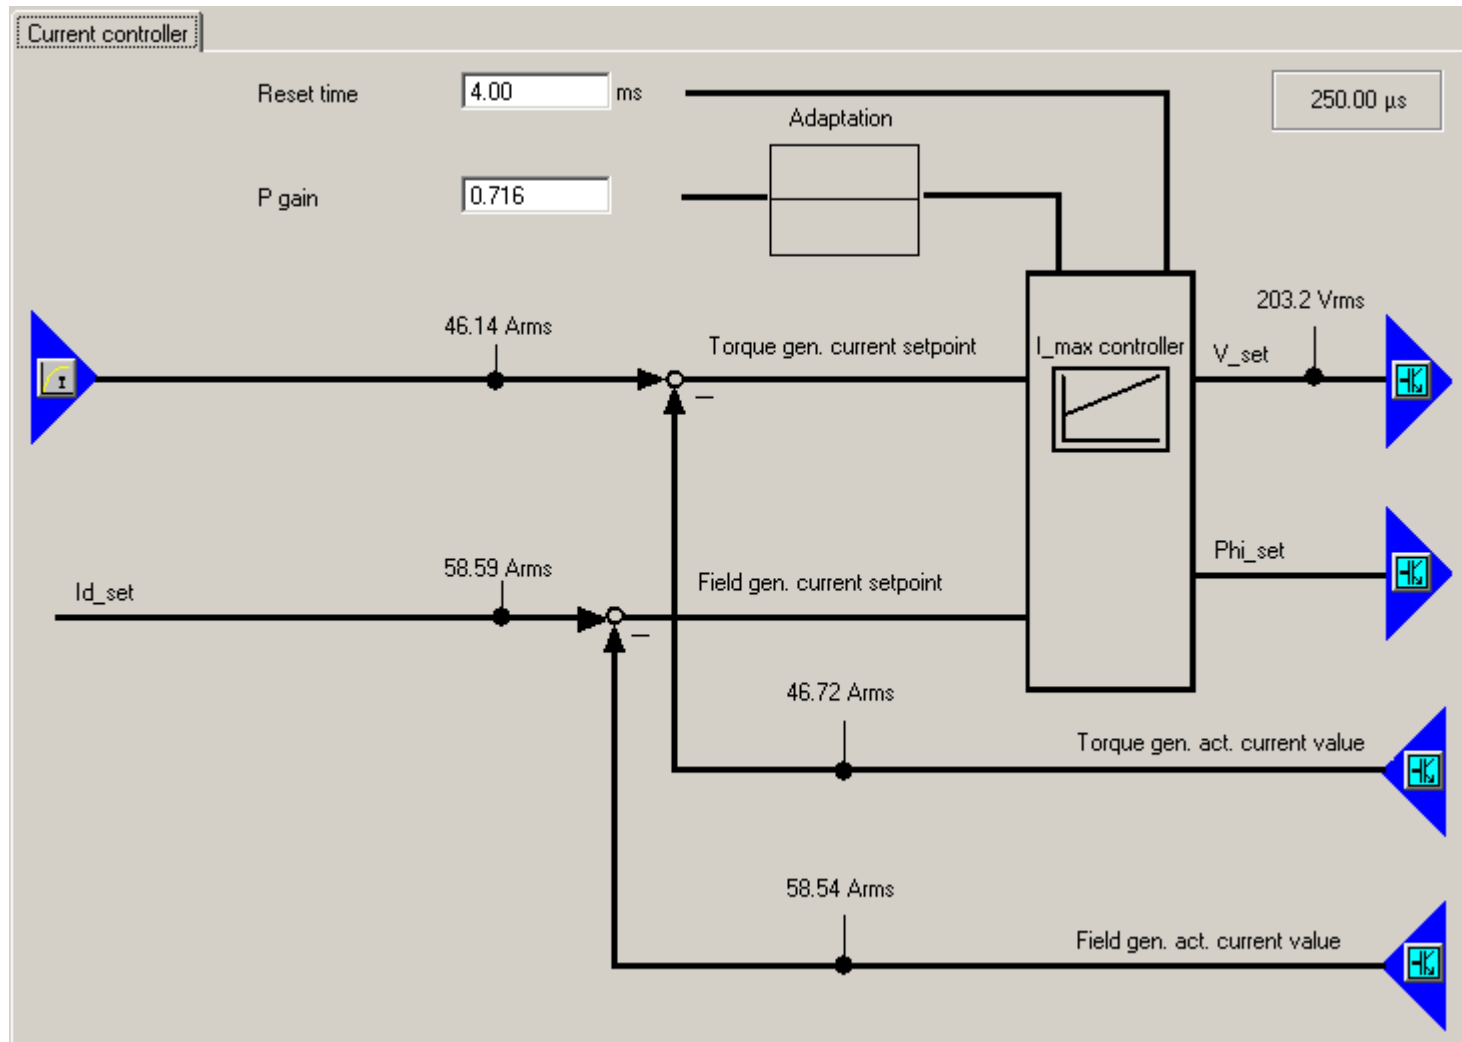 Current controller
Reset time 4.00 ms
250.00 µs
Adaptation
P gain 0.716
203.2 Vrms
46.14 Arms
Torque gen. current setpoint
I_max controller
V_set
I
Phi_set
58.59 Arms
Field gen. current setpoint
Id_set
46.72 Arms
Torque gen. act. current value
58.54 Arms
Field gen. act. current value